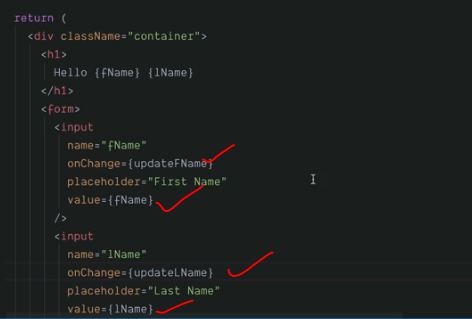 return (
<div className="container">
<h1>
Hello {fName} {lName}
</h1>
<form>
<input
name="fName"
onChange={updateFName}
placeholder="First Name"
value={fName}
/>
<input
name="lName"
onChange={updateLName}
placeholder="Last Name"
value={lName}